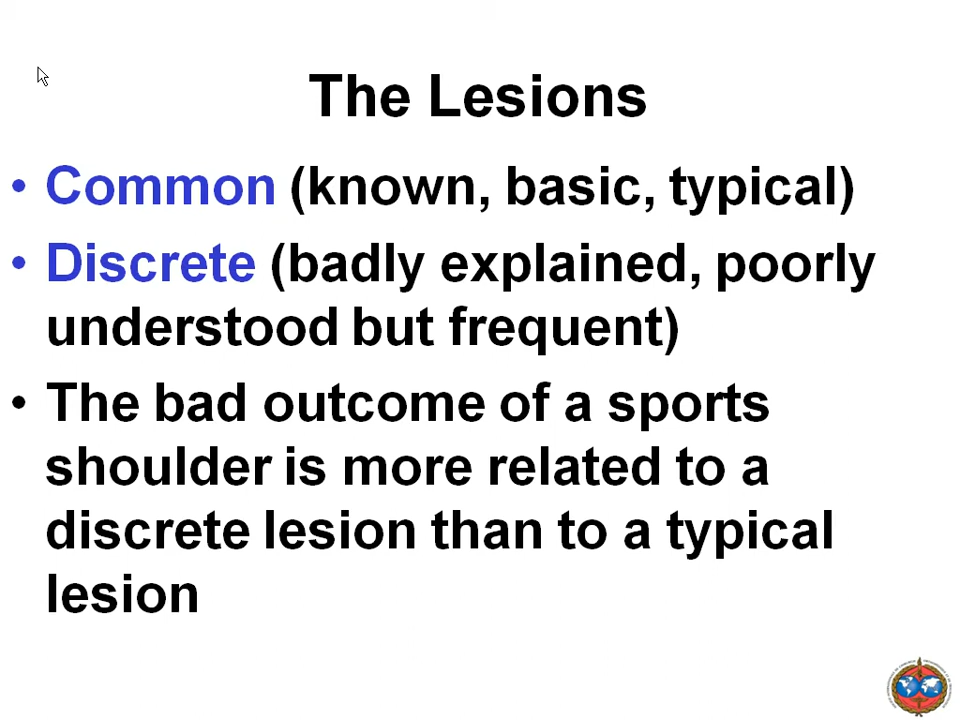 The Lesions
• Common (known, basic, typical)
• Discrete (badly explained, poorly
understood but frequent)
• The bad outcome of a sports
shoulder is more related to a
discrete lesion than to a typical
lesion